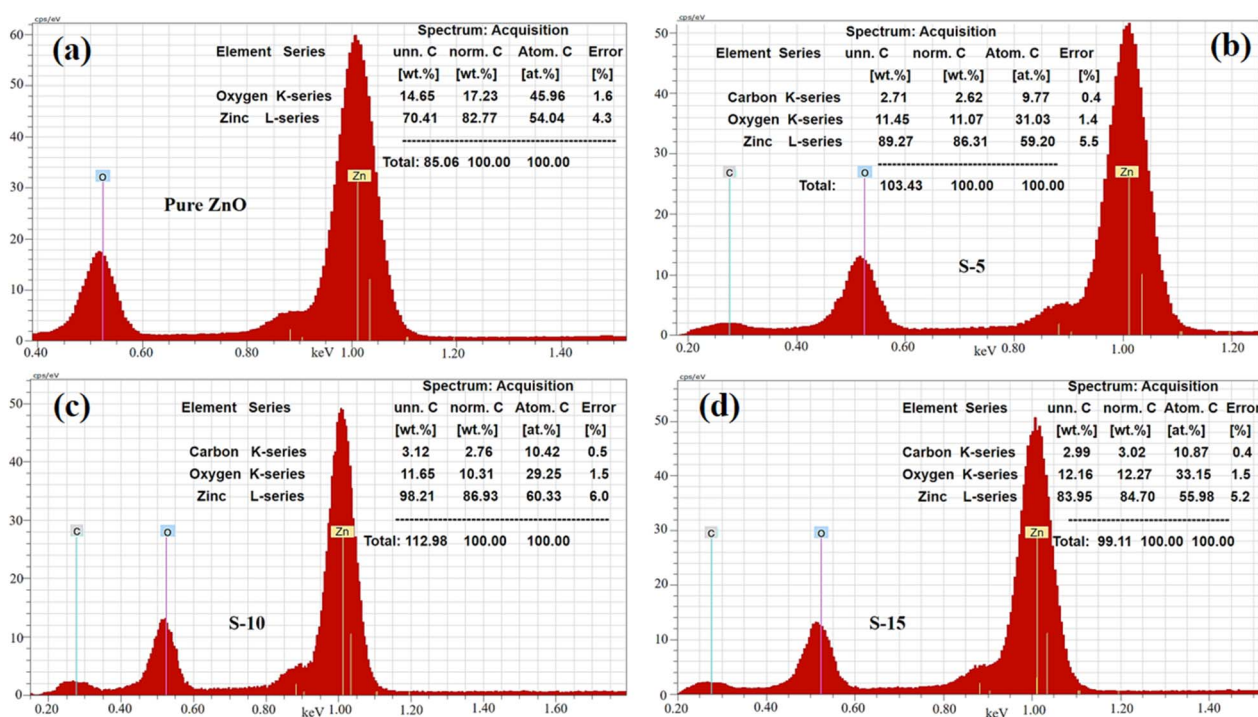 cps/eV
60
50
40
30
20
10
0
(a)
Spectrum: Acquisition
Element Series unn. C norm. C Atom. C Error
[wt.%] [wt.%] [at.%] [%]
Oxygen K-series 14.65 17.23 45.96 1.6
Zinc L-series 70.41 82.77 54.04 4.3
Total: 85.06 100.00 100.00
O
Zn
Pure ZnO
0.40 0.60 0.80 1.00 1.20 1.40
keV
cps/eV
50
40
30
20
10
0
(b)
Spectrum: Acquisition
Element Series unn. C norm. C Atom. C Error
[wt.%] [wt.%] [at.%] [%]
Carbon K-series 2.71 2.62 9.77 0.4
Oxygen K-series 11.45 11.07 31.03 1.4
Zinc L-series 89.27 86.31 59.20 5.5
Total: 103.43 100.00 100.00
C
O
Zn
S-5
0.20 0.40 0.60 0.80 1.00 1.20
keV
cps/eV
50
40
30
20
10
0
(c)
Spectrum: Acquisition
Element Series unn. C norm. C Atom. C Error
[wt.%] [wt.%] [at.%] [%]
Carbon K-series 3.12 2.76 10.42 0.5
Oxygen K-series 11.65 10.31 29.25 1.5
Zinc L-series 98.21 86.93 60.33 6.0
Total: 112.98 100.00 100.00
C
O
Zn
S-10
0.20 0.40 0.60 0.80 1.00 1.20 1.40 1.60
keV
cps/eV
50
40
30
20
10
0
(d)
Spectrum: Acquisition
Element Series unn. C norm. C Atom. C Error
[wt.%] [wt.%] [at.%] [%]
Carbon K-series 2.99 3.02 10.87 0.4
Oxygen K-series 12.16 12.27 33.15 1.5
Zinc L-series 83.95 84.70 55.98 5.2
Total: 99.11 100.00 100.00
C
O
Zn
S-15
0.20 0.40 0.60 0.80 1.00 1.20 1.40
keV